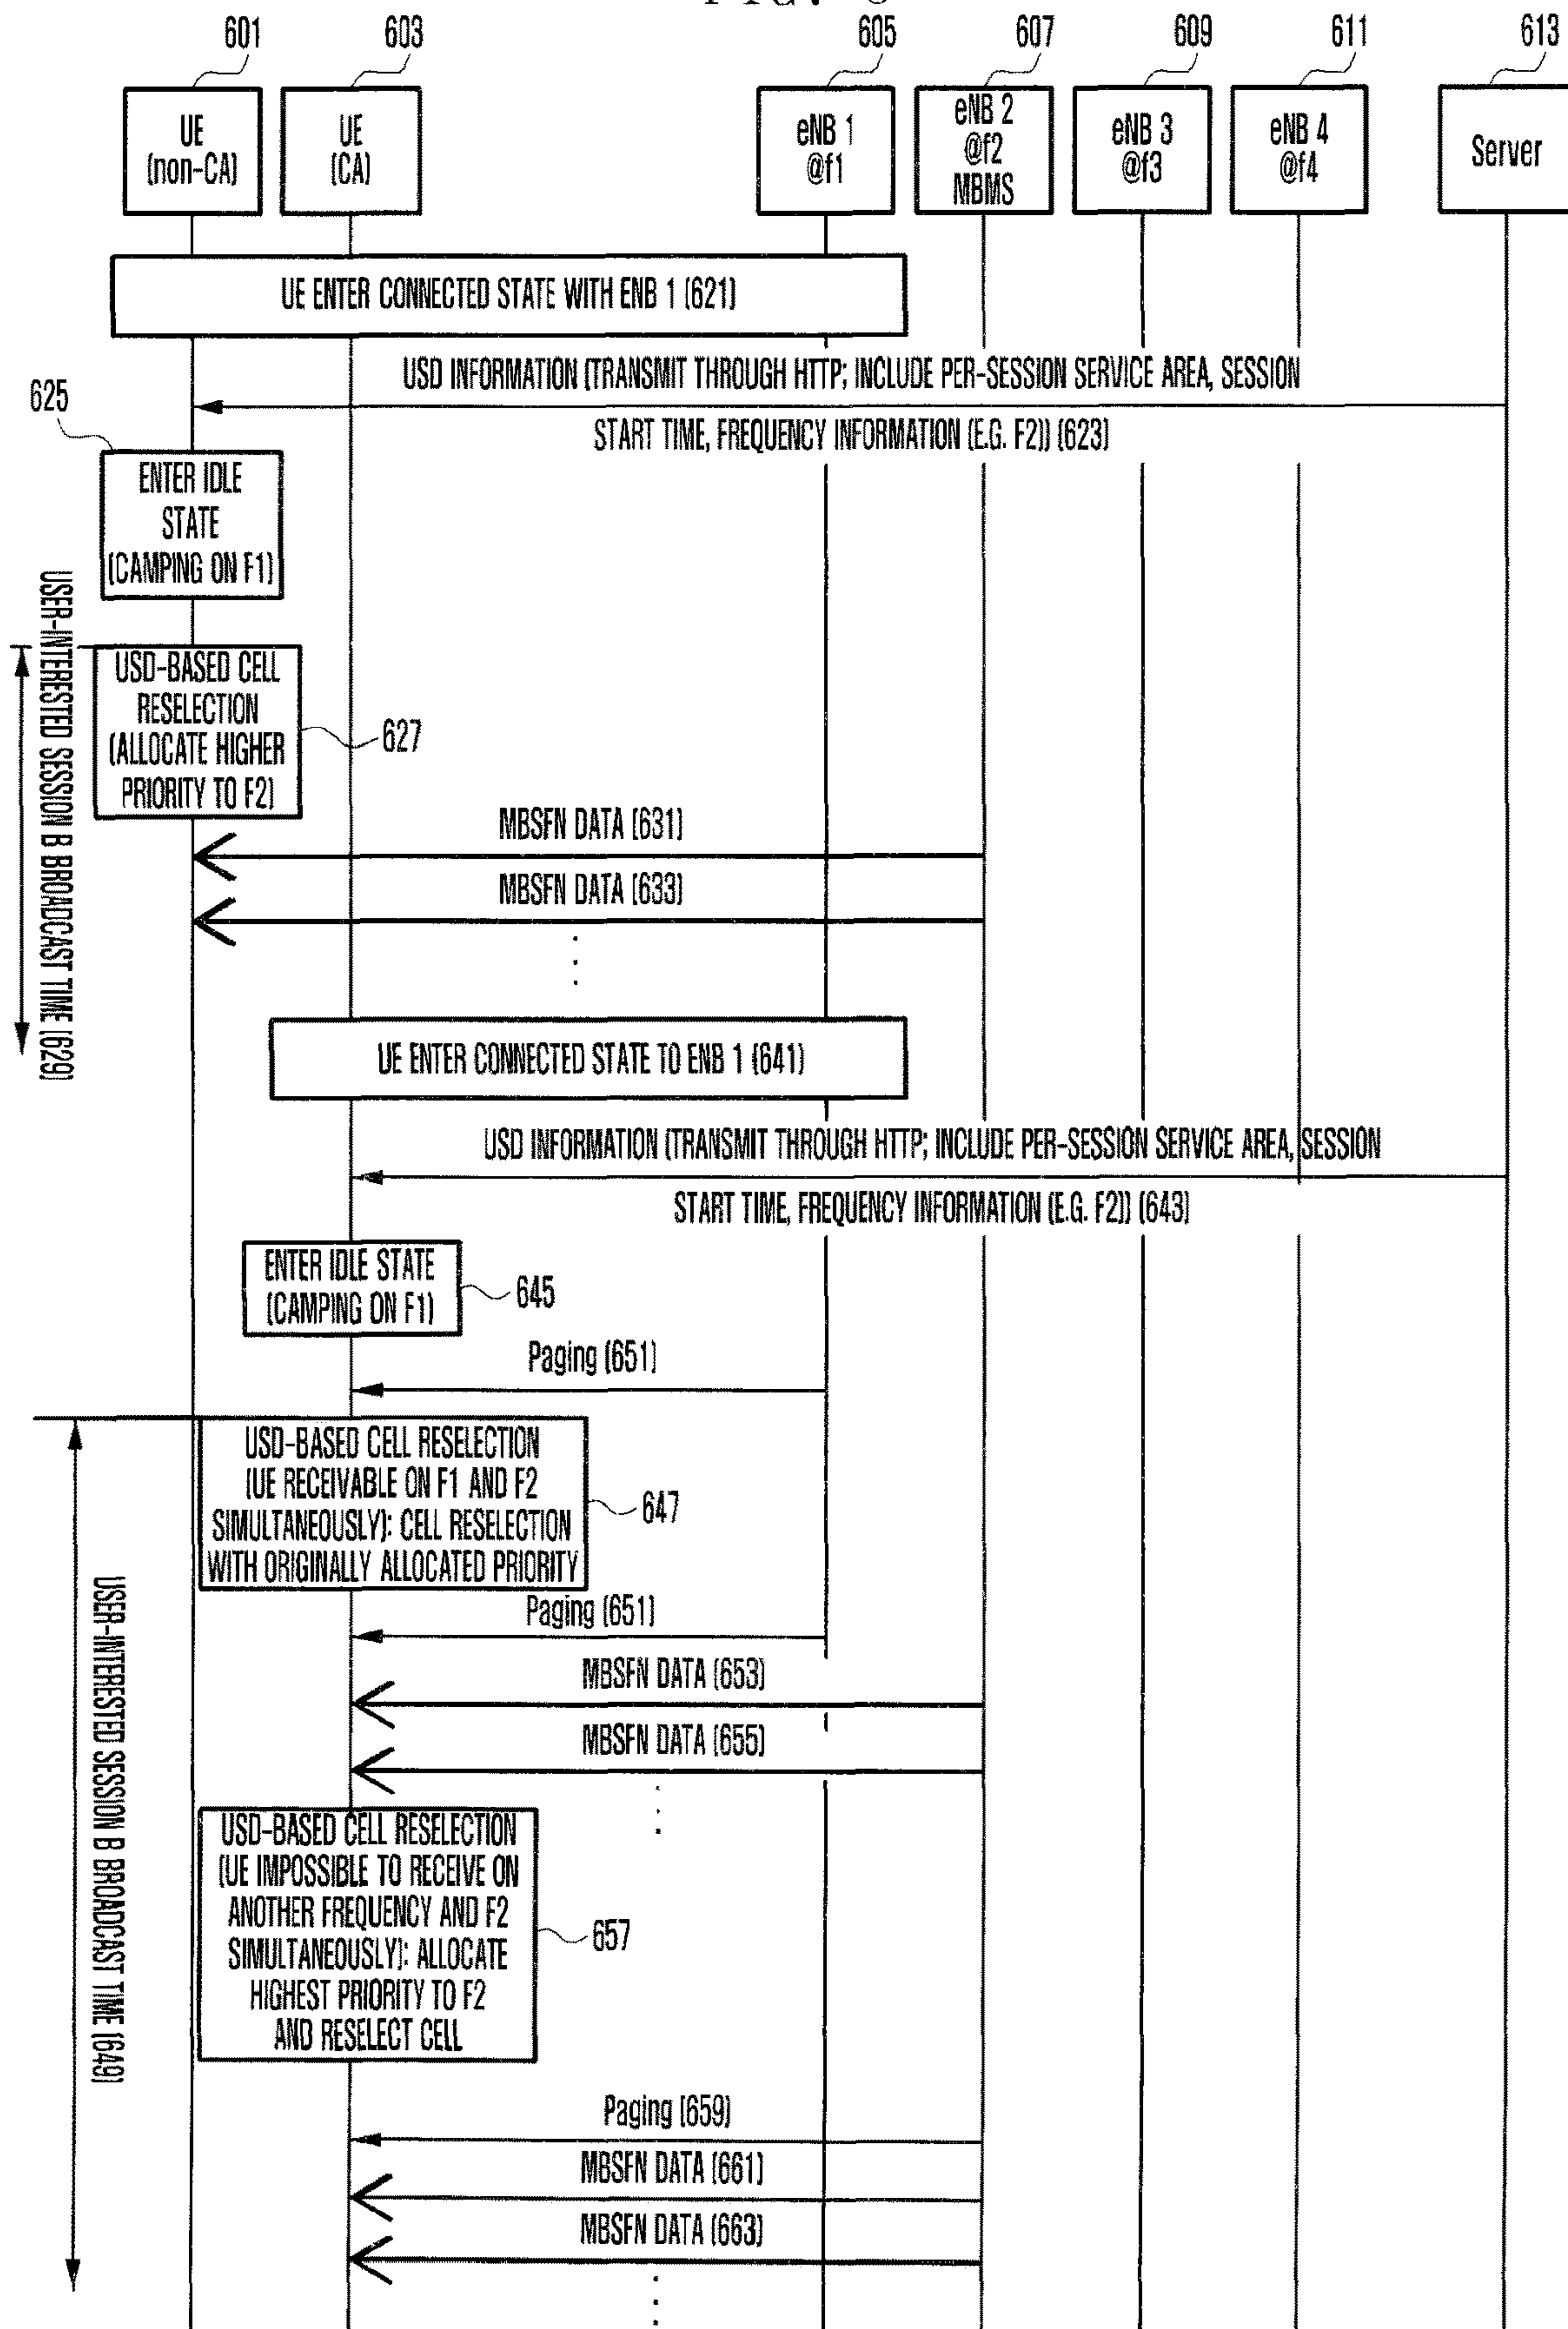 FIG. 6
601
603
605
607
609
611
613
UE
(non-CA)
UE
(CA)
eNB 1
@f1
eNB 2
@f2
MBMS
eNB 3
@f3
eNB 4
@f4
Server
UE ENTER CONNECTED STATE WITH ENB 1 (621)
USD INFORMATION (TRANSMIT THROUGH HTTP; INCLUDE PER-SESSION SERVICE AREA, SESSION
START TIME, FREQUENCY INFORMATION (E.G. F2)) (623)
625
ENTER IDLE
STATE
(CAMPING ON F1)
USER-INTERESTED SESSION B BROADCAST TIME (629)
USD-BASED CELL
RESELECTION
(ALLOCATE HIGHER
PRIORITY TO F2)
627
MBSFN DATA (631)
MBSFN DATA (633)
UE ENTER CONNECTED STATE TO ENB 1 (641)
USD INFORMATION (TRANSMIT THROUGH HTTP; INCLUDE PER-SESSION SERVICE AREA, SESSION
START TIME, FREQUENCY INFORMATION (E.G. F2)) (643)
ENTER IDLE STATE
(CAMPING ON F1)
645
Paging (651)
USD-BASED CELL RESELECTION
(UE RECEIVABLE ON F1 AND F2
SIMULTANEOUSLY): CELL RESELECTION
WITH ORIGINALLY ALLOCATED PRIORITY
647
USER-INTERESTED SESSION B BROADCAST TIME (649)
Paging (651)
MBSFN DATA (653)
MBSFN DATA (655)
USD-BASED CELL RESELECTION
(UE IMPOSSIBLE TO RECEIVE ON
ANOTHER FREQUENCY AND F2
SIMULTANEOUSLY): ALLOCATE
HIGHEST PRIORITY TO F2
AND RESELECT CELL
657
Paging (659)
MBSFN DATA (661)
MBSFN DATA (663)